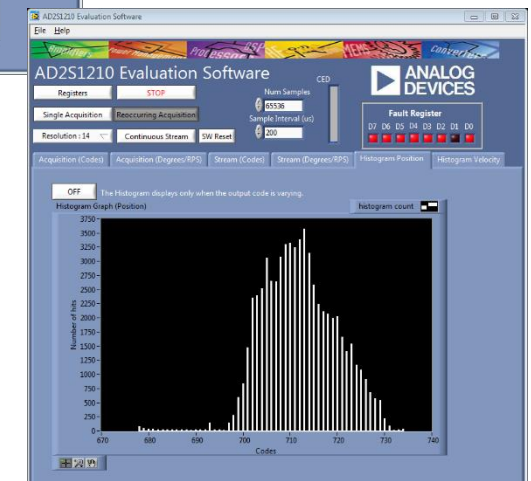 AD2S1210 Evaluation Software
File Help
AD2S1210 Evaluation Software
CED
ANALOG
DEVICES
Registers
STOP
Num Samples
65536
Single Acquisition
Reoccurring Acquisition
Sample Interval (us)
200
Fault Register
D7 D6 D5 D4 D3 D2 D1 D0
Resolution : 14
Continuous Stream
SW Reset
Acquisition (Codes)
Acquisition (Degrees/RPS)
Stream (Codes)
Stream (Degrees/RPS)
Histogram Position
Histogram Velocity
OFF
The Histogram displays only when the output code is varying.
Histogram Graph (Position)
histogram count
Number of hits
3750
3500
3250
3000
2750
2500
2250
2000
1750
1500
1250
1000
750
500
250
0
670 680 690 700 710 720 730 740
Codes